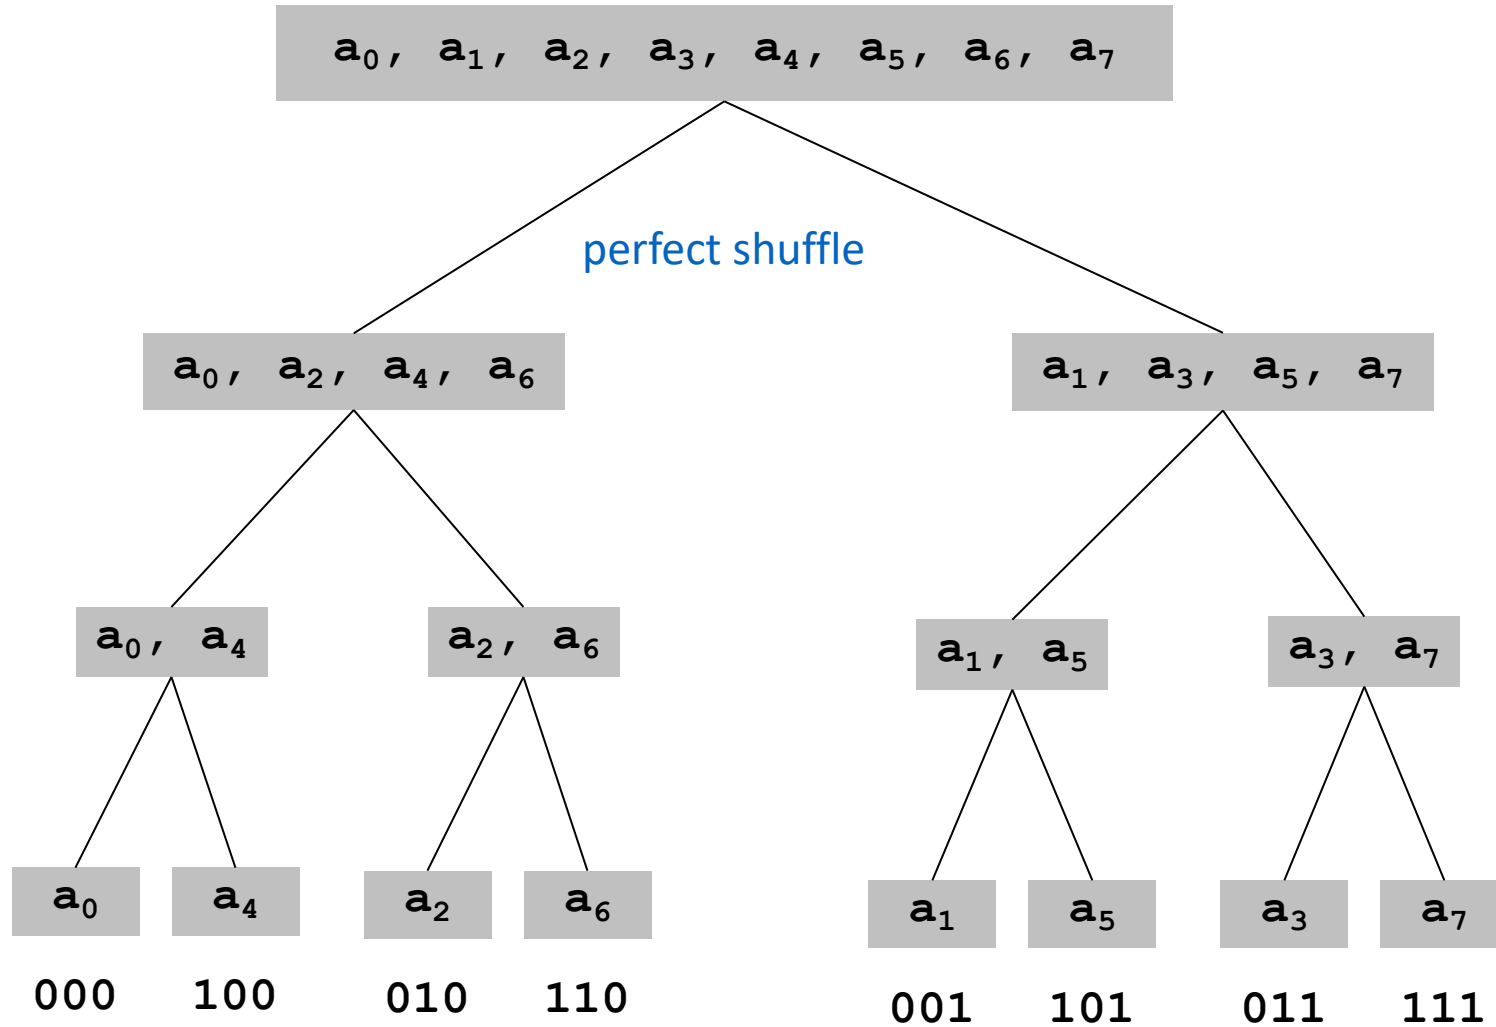 a₀, a₁, a₂, a₃, a₄, a₅, a₆, a₇
perfect shuffle
a₀, a₂, a₄, a₆
a₁, a₃, a₅, a₇
a₀, a₄
a₂, a₆
a₁, a₅
a₃, a₇
a₀
a₄
a₂
a₆
a₁
a₅
a₃
a₇
000
100
010
110
001
101
011
111